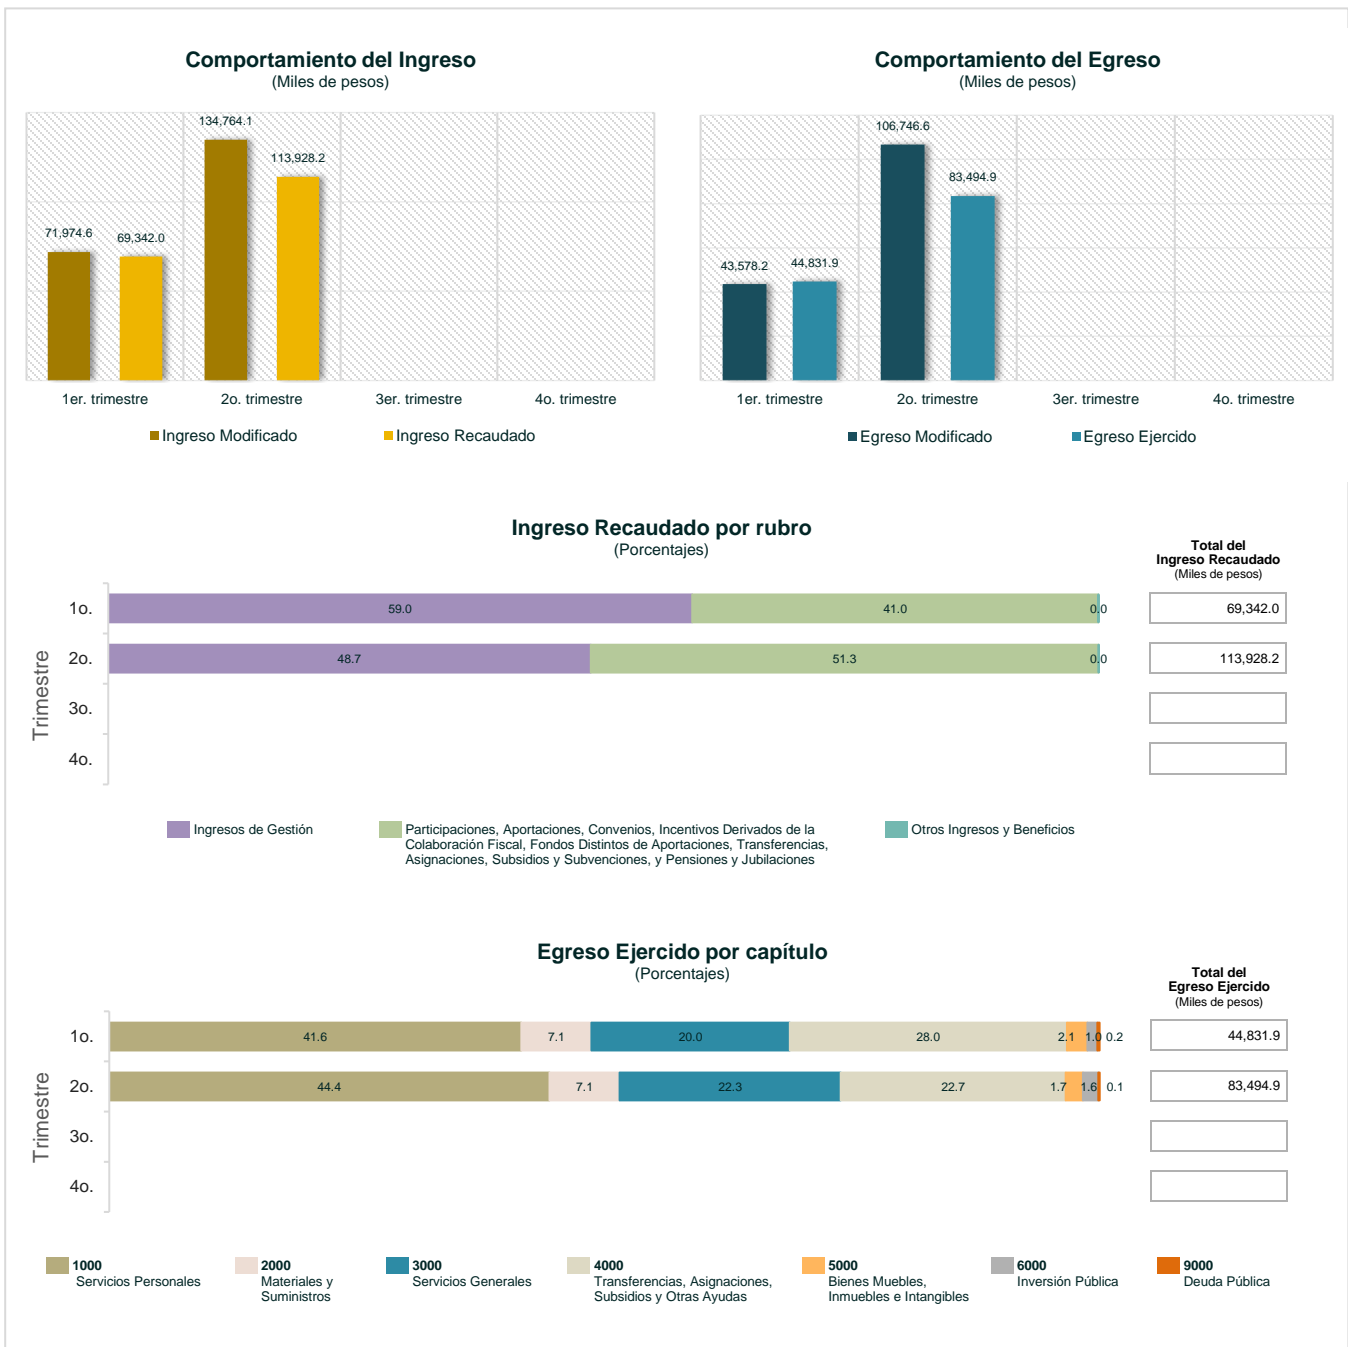 Comportamiento del Ingreso
(Miles de pesos)
134,764.1
113,928.2
71,974.6
69,342.0
1er. trimestre
2o. trimestre
3er. trimestre
4o. trimestre
Ingreso Modificado
Ingreso Recaudado
Comportamiento del Egreso
(Miles de pesos)
106,746.6
83,494.9
43,578.2
44,831.9
1er. trimestre
2o. trimestre
3er. trimestre
4o. trimestre
Egreso Modificado
Egreso Ejercido
Ingreso Recaudado por rubro
(Porcentajes)
Total del
Ingreso Recaudado
(Miles de pesos)
Trimestre
1o.
59.0
41.0
0.0
69,342.0
2o.
48.7
51.3
0.0
113,928.2
3o.
4o.
Ingresos de Gestión
Participaciones, Aportaciones, Convenios, Incentivos Derivados de la
Colaboración Fiscal, Fondos Distintos de Aportaciones, Transferencias,
Asignaciones, Subsidios y Subvenciones, y Pensiones y Jubilaciones
Otros Ingresos y Beneficios
Egreso Ejercido por capítulo
(Porcentajes)
Total del
Egreso Ejercido
(Miles de pesos)
Trimestre
1o.
41.6
7.1
20.0
28.0
2.1
1.0
0.2
44,831.9
2o.
44.4
7.1
22.3
22.7
1.7
1.6
0.1
83,494.9
3o.
4o.
1000
Servicios Personales
2000
Materiales y
Suministros
3000
Servicios Generales
4000
Transferencias, Asignaciones,
Subsidios y Otras Ayudas
5000
Bienes Muebles,
Inmuebles e Intangibles
6000
Inversión Pública
9000
Deuda Pública